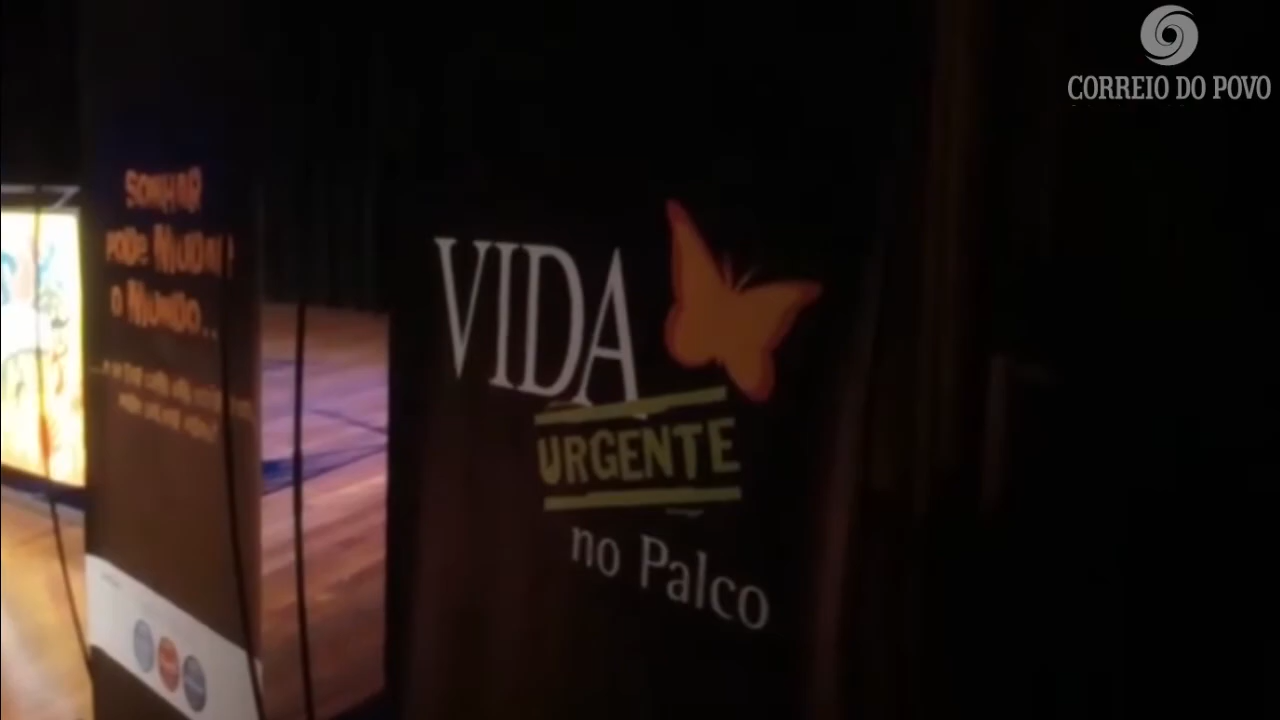 CORREIO DO POVO
SONHAR
PODE MUDAR
O MUNDO...
VIDA
URGENTE
no Palco